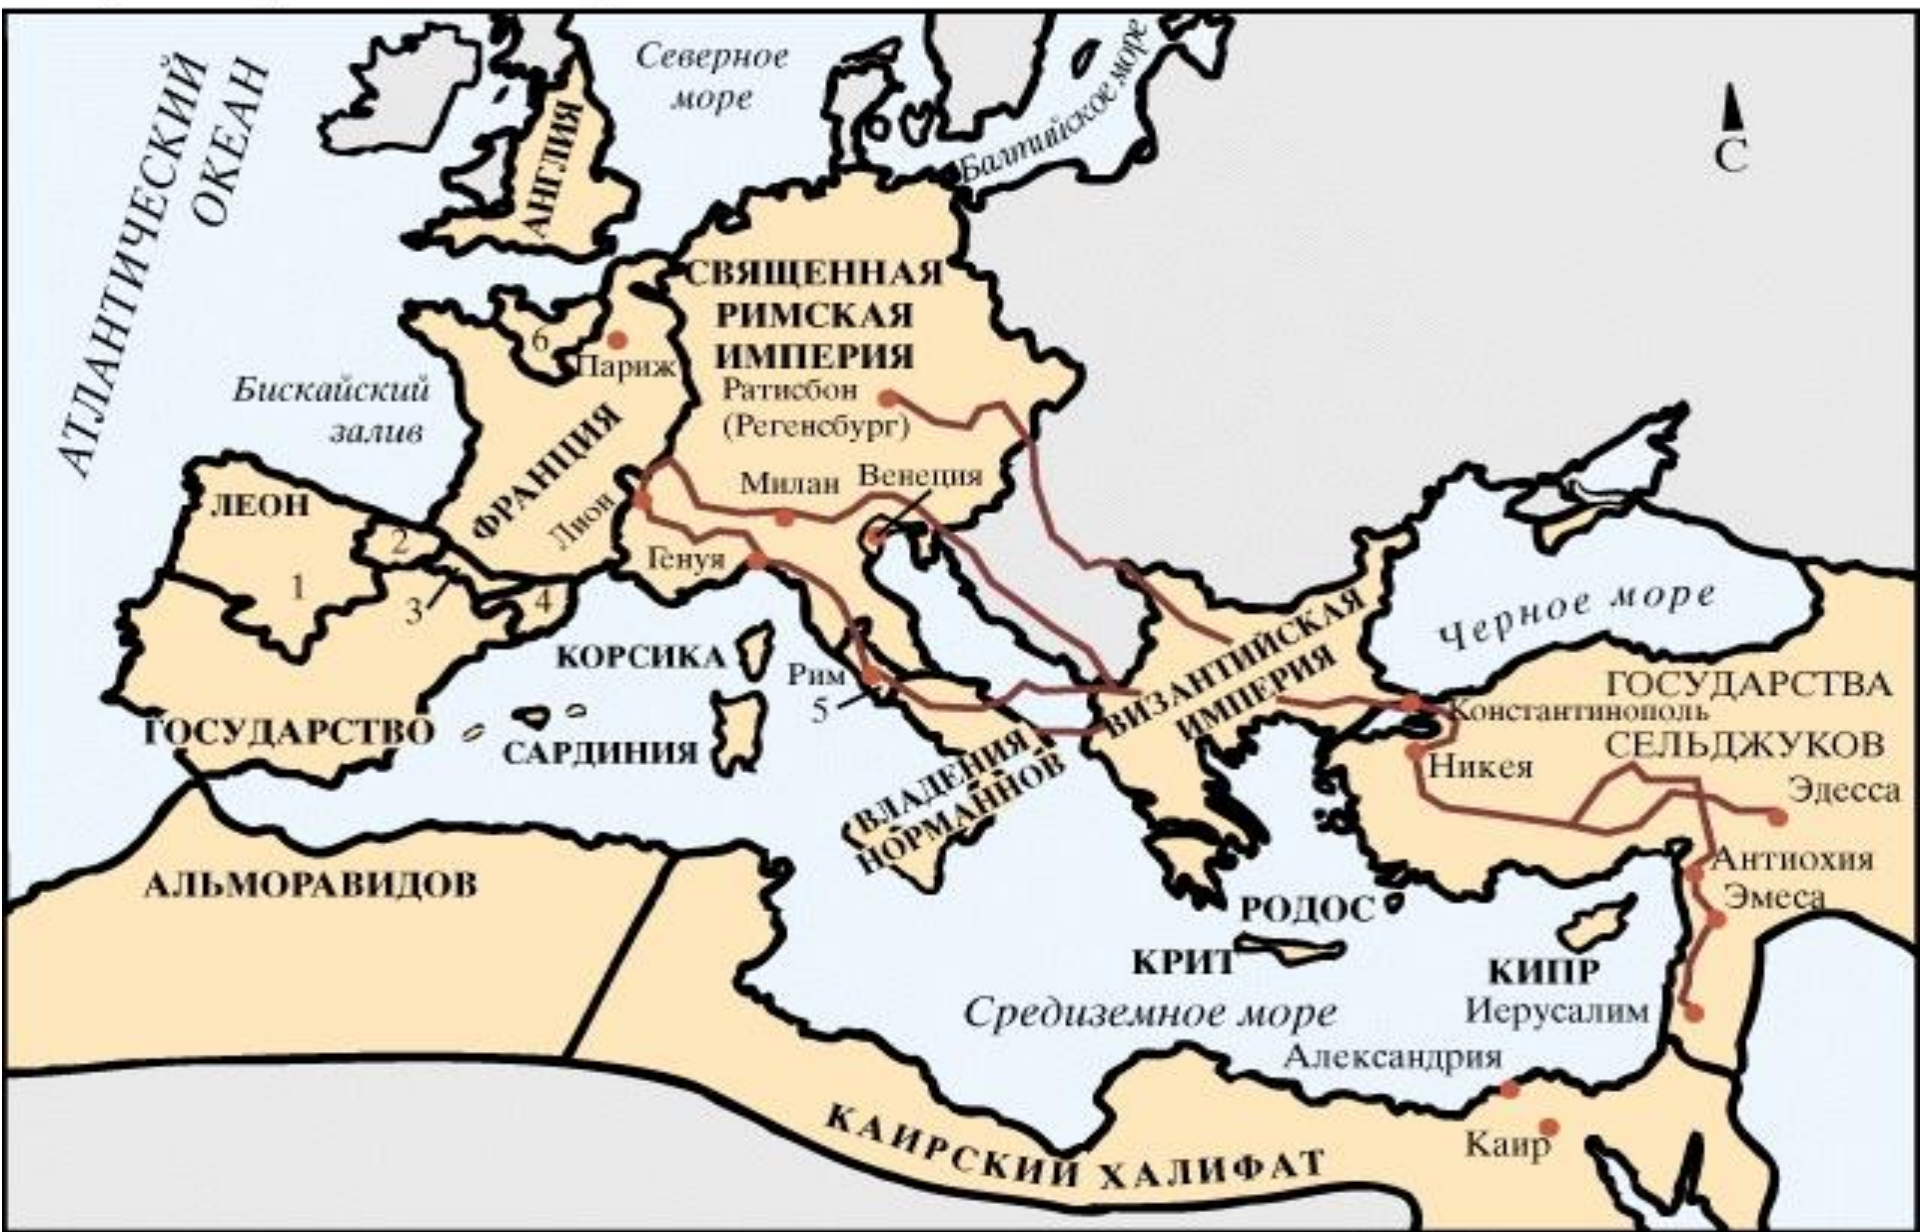 АТЛАНТИЧЕСКИЙ
ОКЕАН
Северное
море
Балтийское море
С
АНГЛИЯ
СВЯЩЕННАЯ
РИМСКАЯ
ИМПЕРИЯ
6
Париж
Ратисбон
(Регенсбург)
Бискайский
залив
ФРАНЦИЯ
Милан
Венеция
ЛЕОН
Лион
2
Генуя
1
3
4
Черное море
КОРСИКА
Рим
5
ВИЗАНТИЙСКАЯ
ИМПЕРИЯ
ГОСУДАРСТВА
Константинополь
СЕЛЬДЖУКОВ
ГОСУДАРСТВО
САРДИНИЯ
ВЛАДЕНИЯ
НОРМАННОВ
Никея
Эдесса
АЛЬМОРАВИДОВ
Антиохия
Эмеса
РОДОС
КРИТ
КИПР
Средиземное море
Иерусалим
Александрия
Каир
КАИРСКИЙ ХАЛИФАТ